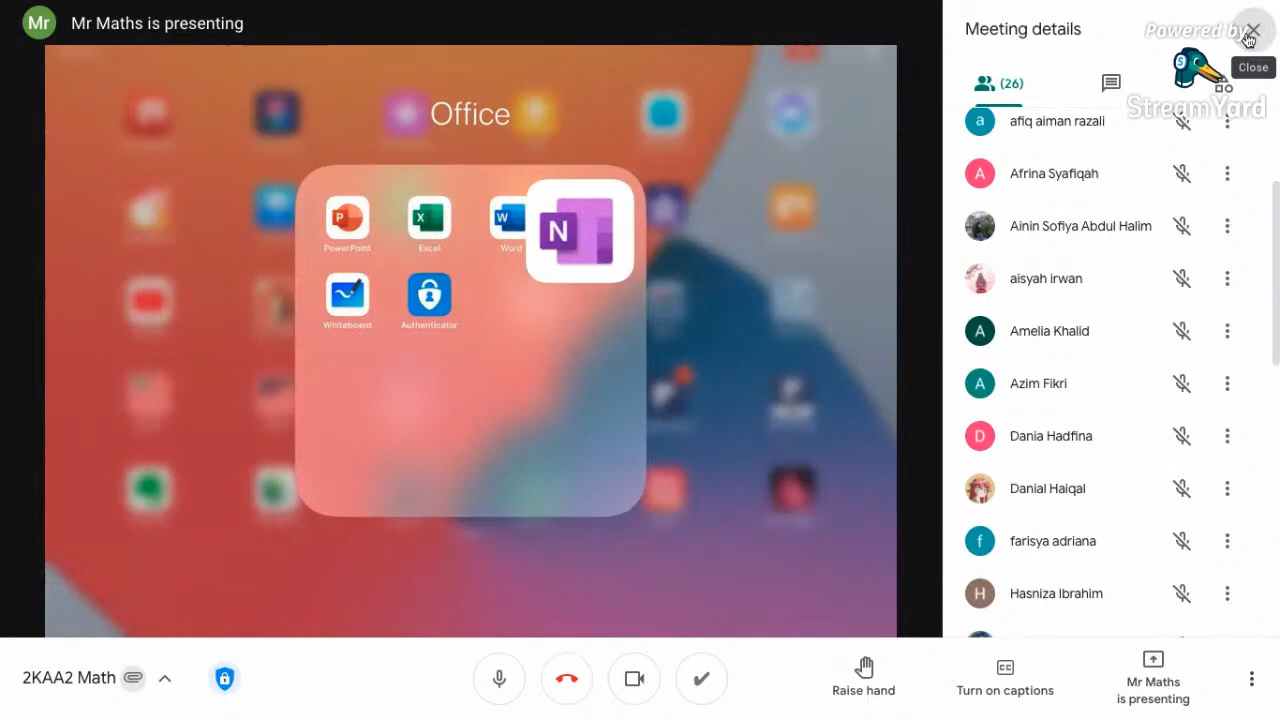 Mr
Mr Maths is presenting
Office
P
PowerPoint
X
Excel
W
Word
N
Whiteboard
Authenticator
Meeting details
Powered by
Close
(26)
StreamYard
S
a
afiq aiman razali
A
Afrina Syafiqah
Ainin Sofiya Abdul Halim
aisyah irwan
A
Amelia Khalid
A
Azim Fikri
D
Dania Hadfina
Danial Haiqal
f
farisya adriana
H
Hasniza Ibrahim
2KAA2 Math
Raise hand
CC
Turn on captions
Mr Maths
is presenting